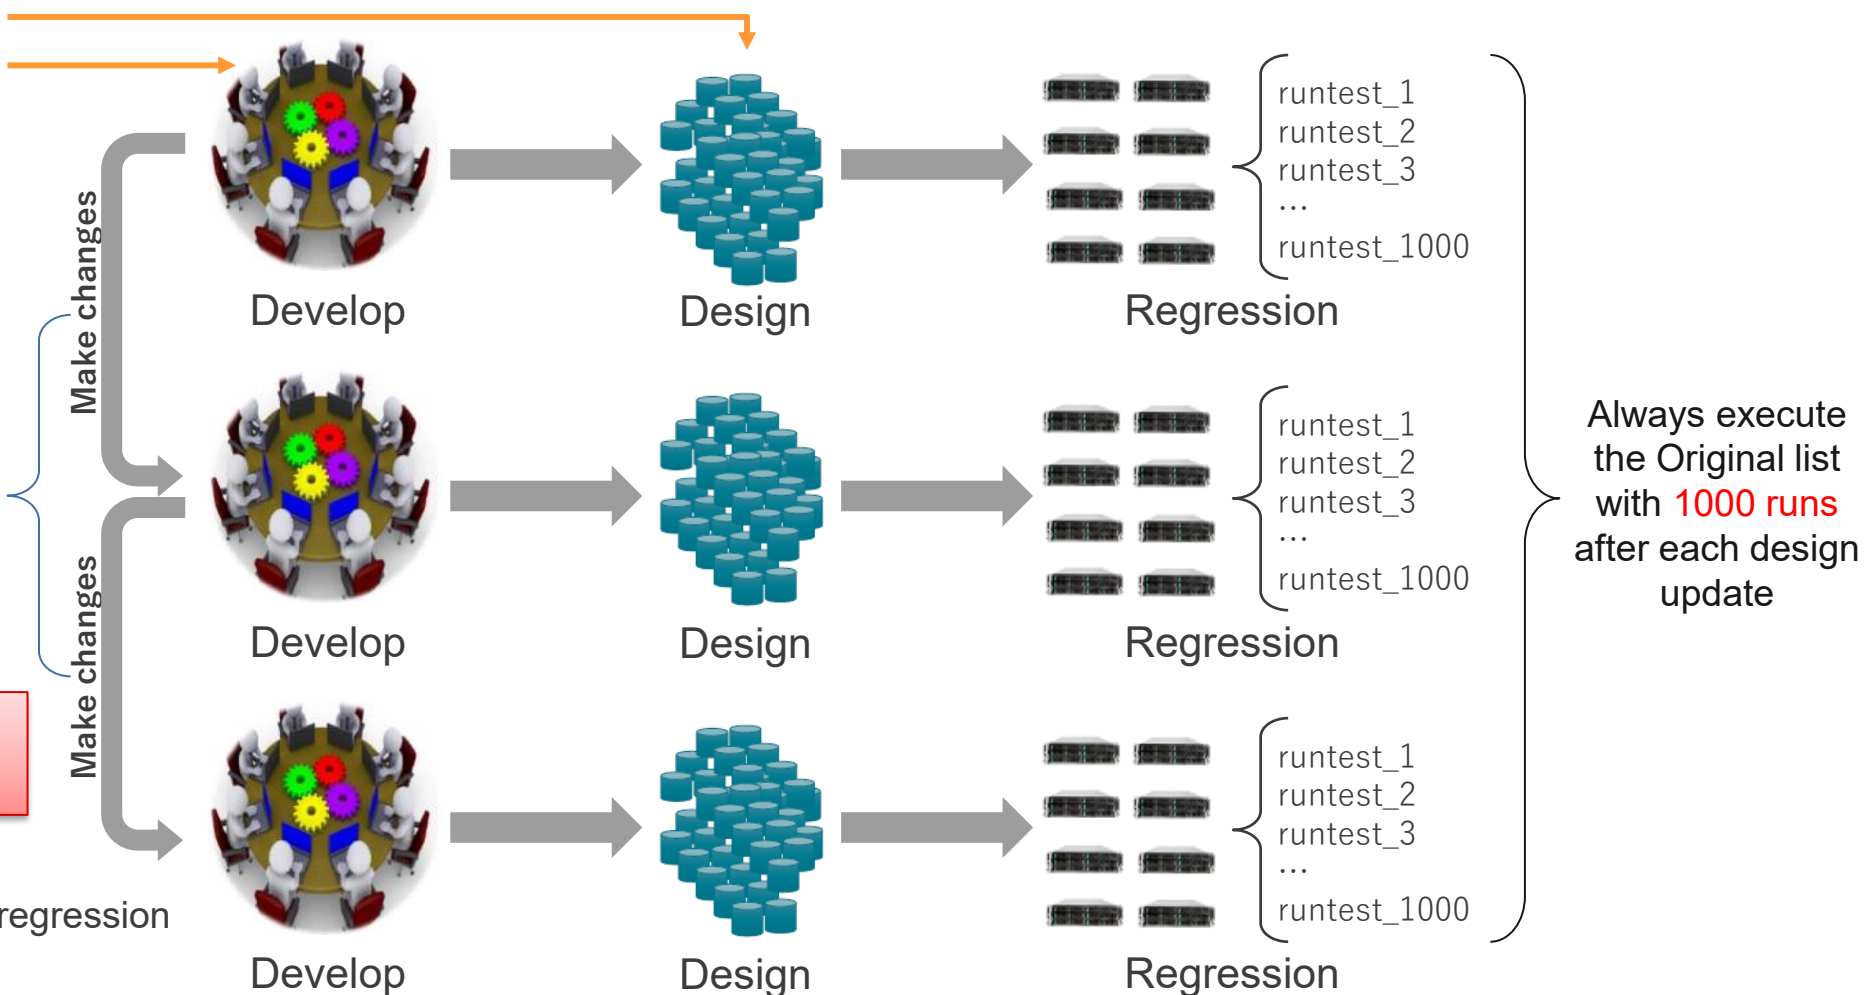 Make changes
runtest_1
runtest_2
runtest_3
...
runtest_1000
Develop
Design
Regression
Make changes
runtest_1
runtest_2
runtest_3
...
runtest_1000
Develop
Design
Regression
runtest_1
runtest_2
runtest_3
...
runtest_1000
regression
Develop
Design
Regression
Always execute
the Original list
with 1000 runs
after each design
update